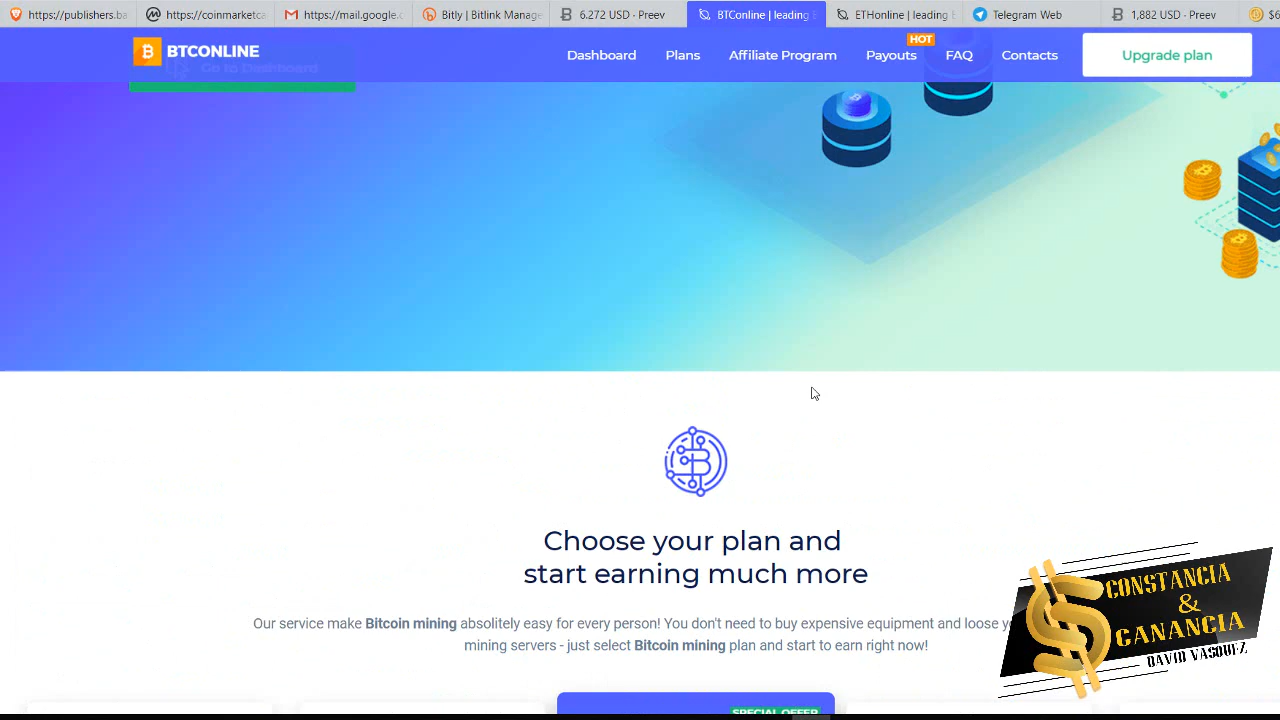 https://publishers.ba
https://coinmarketca
https://mail.google.c
Bitly | Bitlink Manage
6.272 USD - Preev
BTConline | leading
ETHonline | leading
Telegram Web
1,882 USD - Preev
BTCONLINE
Dashboard
Plans
Affiliate Program
Payouts
HOT
FAQ
Contacts
Upgrade plan
Go to Dashboard
Choose your plan and
start earning much more
Our service make Bitcoin mining absolitely easy for every person! You don't need to buy expensive equipment and loose
mining servers - just select Bitcoin mining plan and start to earn right now!
CONSTANCIA
&
GANANCIA
DAVID VASQUEZ
SPECIAL OFFER